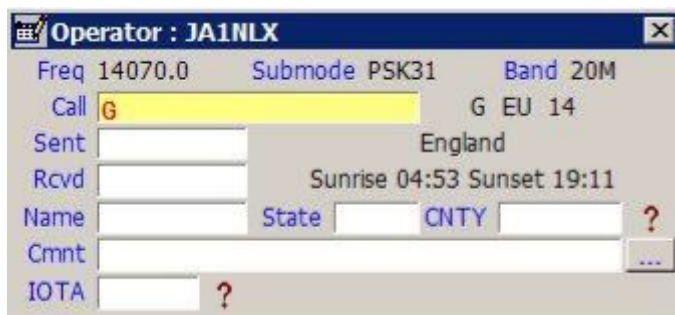 Operator : JA1NLX
Freq 14070.0 Submode PSK31 Band 20M
Call G G EU 14
Sent England
Rcvd Sunrise 04:53 Sunset 19:11
Name State CNTY ?
Cmnt ...
IOTA ?